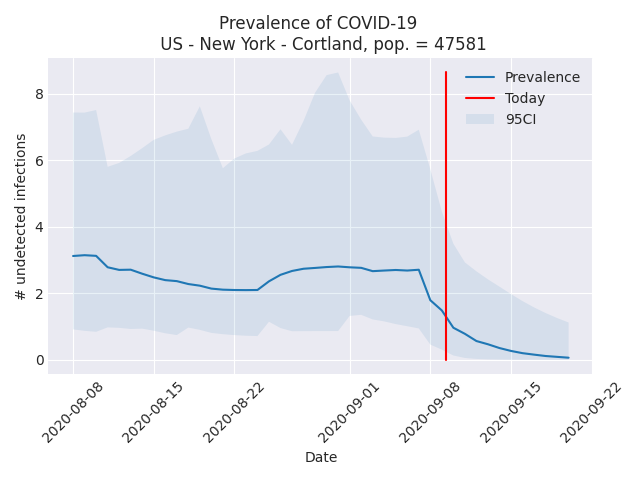 Prevalence of COVID-19
US - New York - Cortland, pop. = 47581
Prevalence
Today
95CI
# undetected infections
8
6
4
2
0
2020-08-08
2020-08-15
2020-08-22
2020-09-01
2020-09-08
2020-09-15
2020-09-22
Date